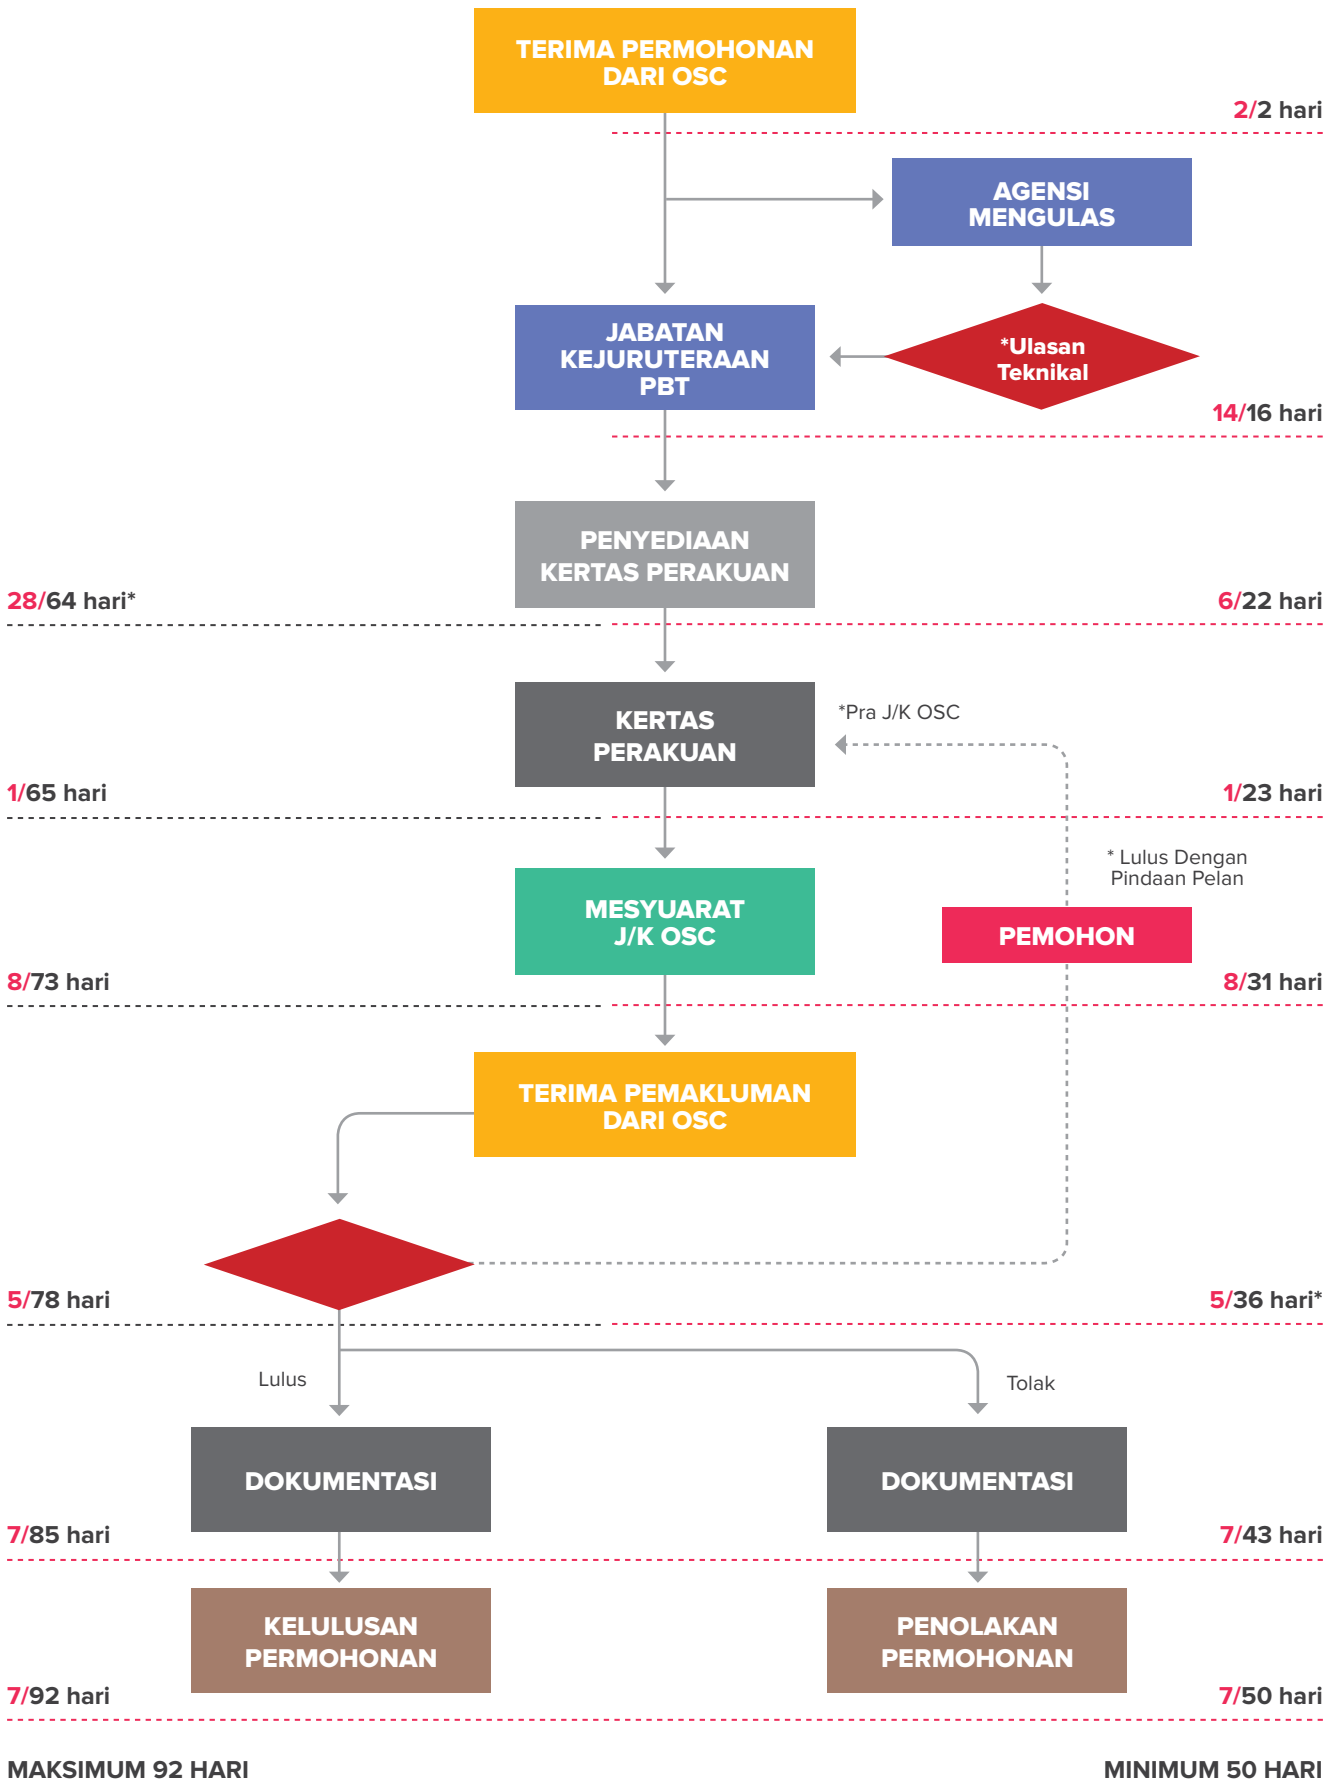 TERIMA PERMOHONAN
DARI OSC
2/2 hari
AGENSI
MENGULAS
JABATAN
KEJURUTERAAN
PBT
*Ulasan
Teknikal
14/16 hari
PENYEDIAAN
KERTAS PERAKUAN
28/64 hari*
6/22 hari
KERTAS
PERAKUAN
*Pra J/K OSC
1/65 hari
1/23 hari
* Lulus Dengan
Pindaan Pelan
MESYUARAT
J/K OSC
PEMOHON
8/73 hari
8/31 hari
TERIMA PEMAKLUMAN
DARI OSC
5/78 hari
5/36 hari*
Lulus
Tolak
DOKUMENTASI
DOKUMENTASI
7/85 hari
7/43 hari
KELULUSAN
PERMOHONAN
PENOLAKAN
PERMOHONAN
7/92 hari
7/50 hari
MAKSIMUM 92 HARI
MINIMUM 50 HARI